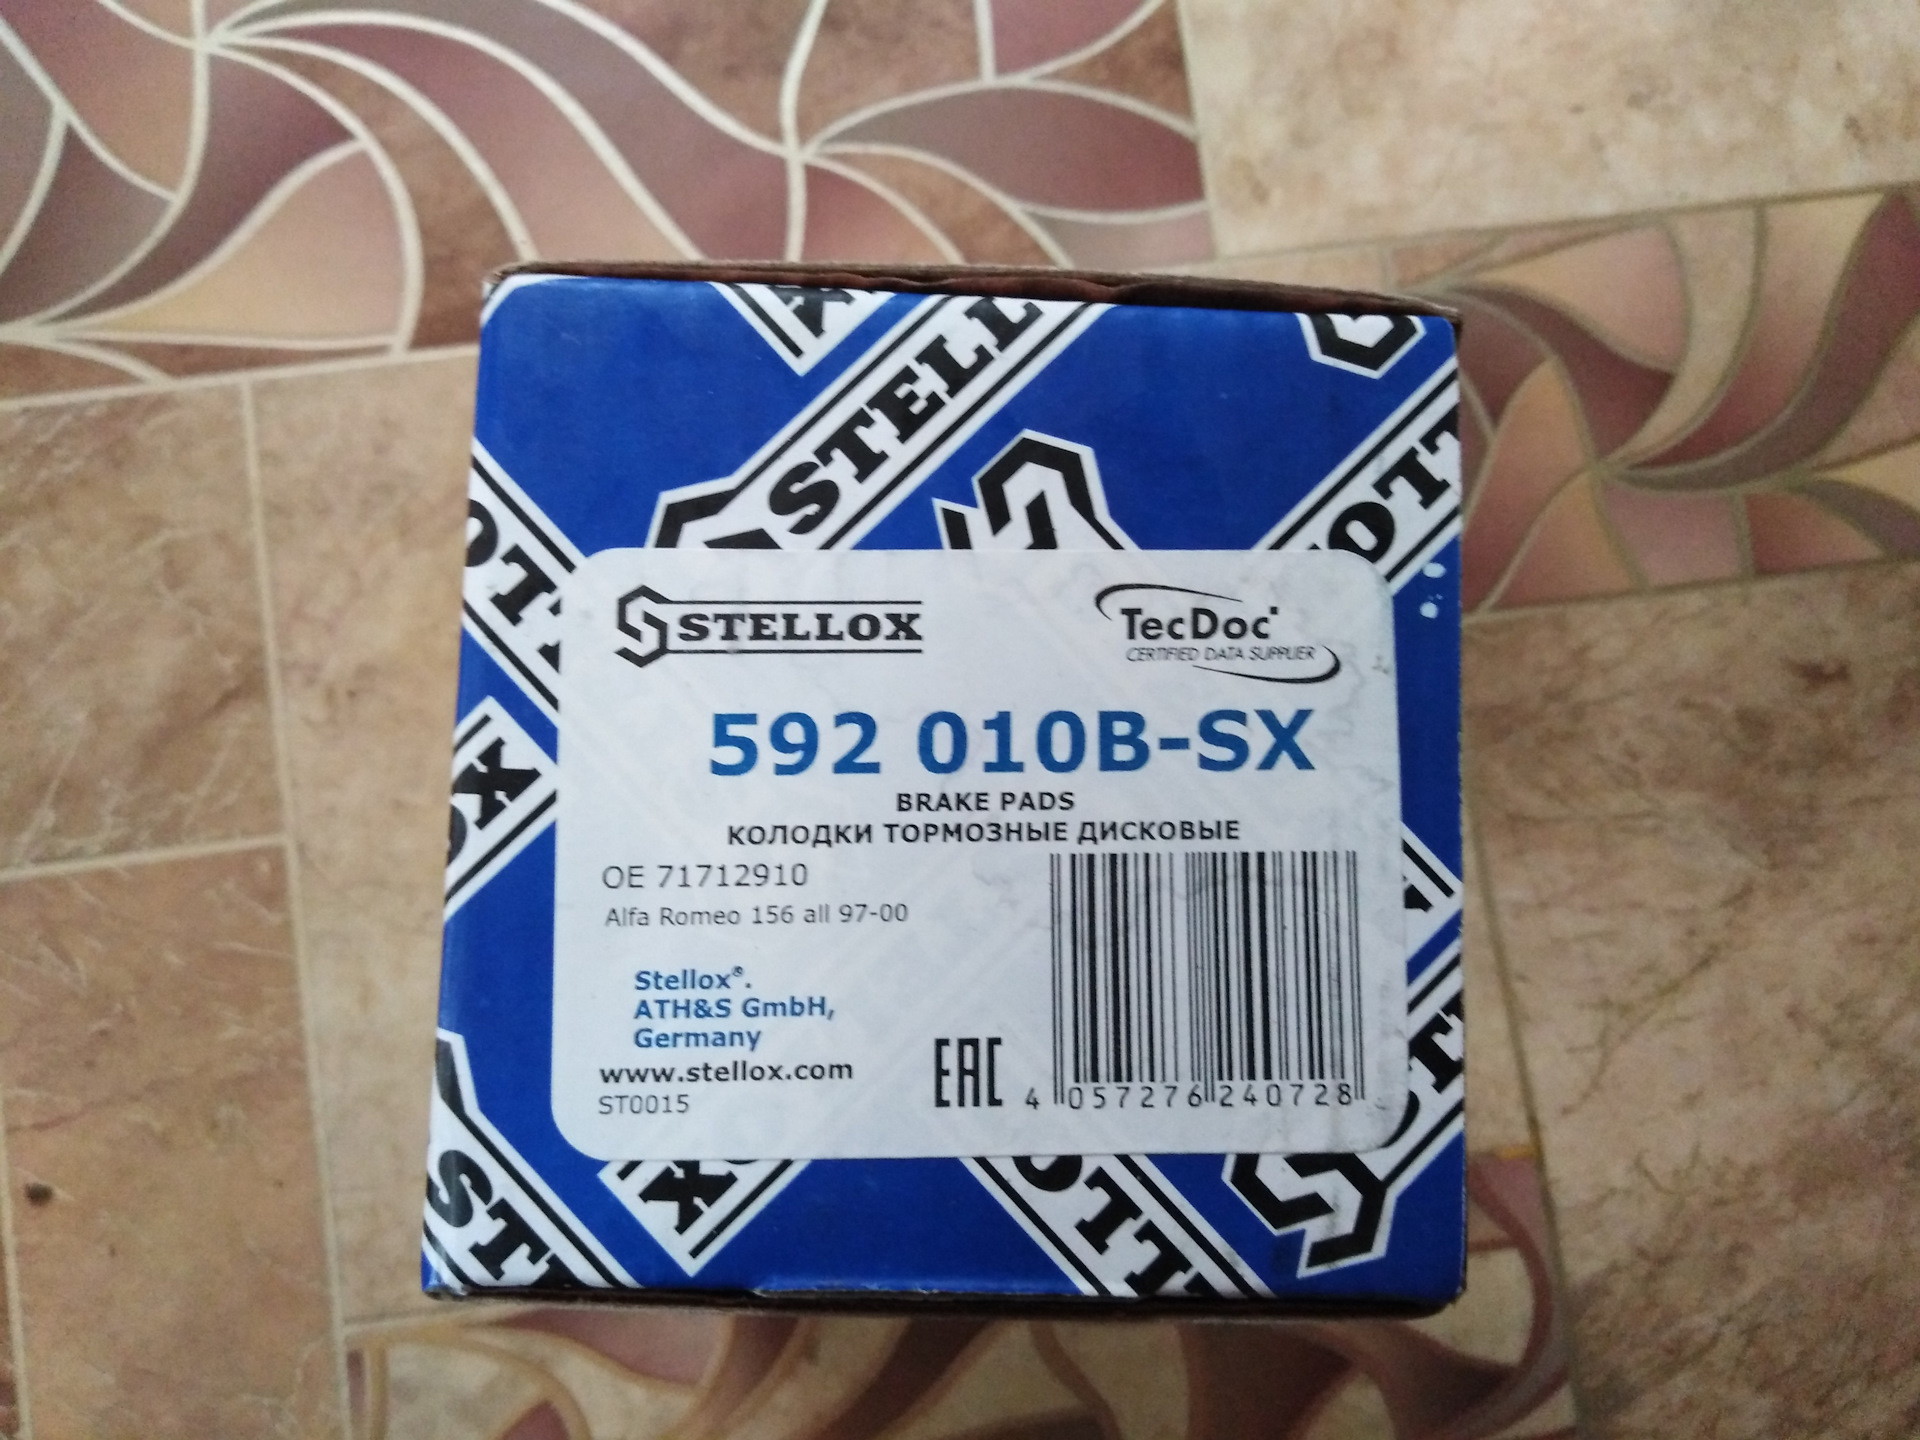 STELLOX
TecDoc
CERTIFIED DATA SUPPLIER
592 010B-SX
BRAKE PADS
КОЛОДКИ ТОРМОЗНЫЕ ДИСКОВЫЕ
OE 71712910
Alfa Romeo 156 all 97-00
Stellox®.
ATH&S GmbH,
Germany
www.stellox.com
ST0015
EAC
4 057276 240728